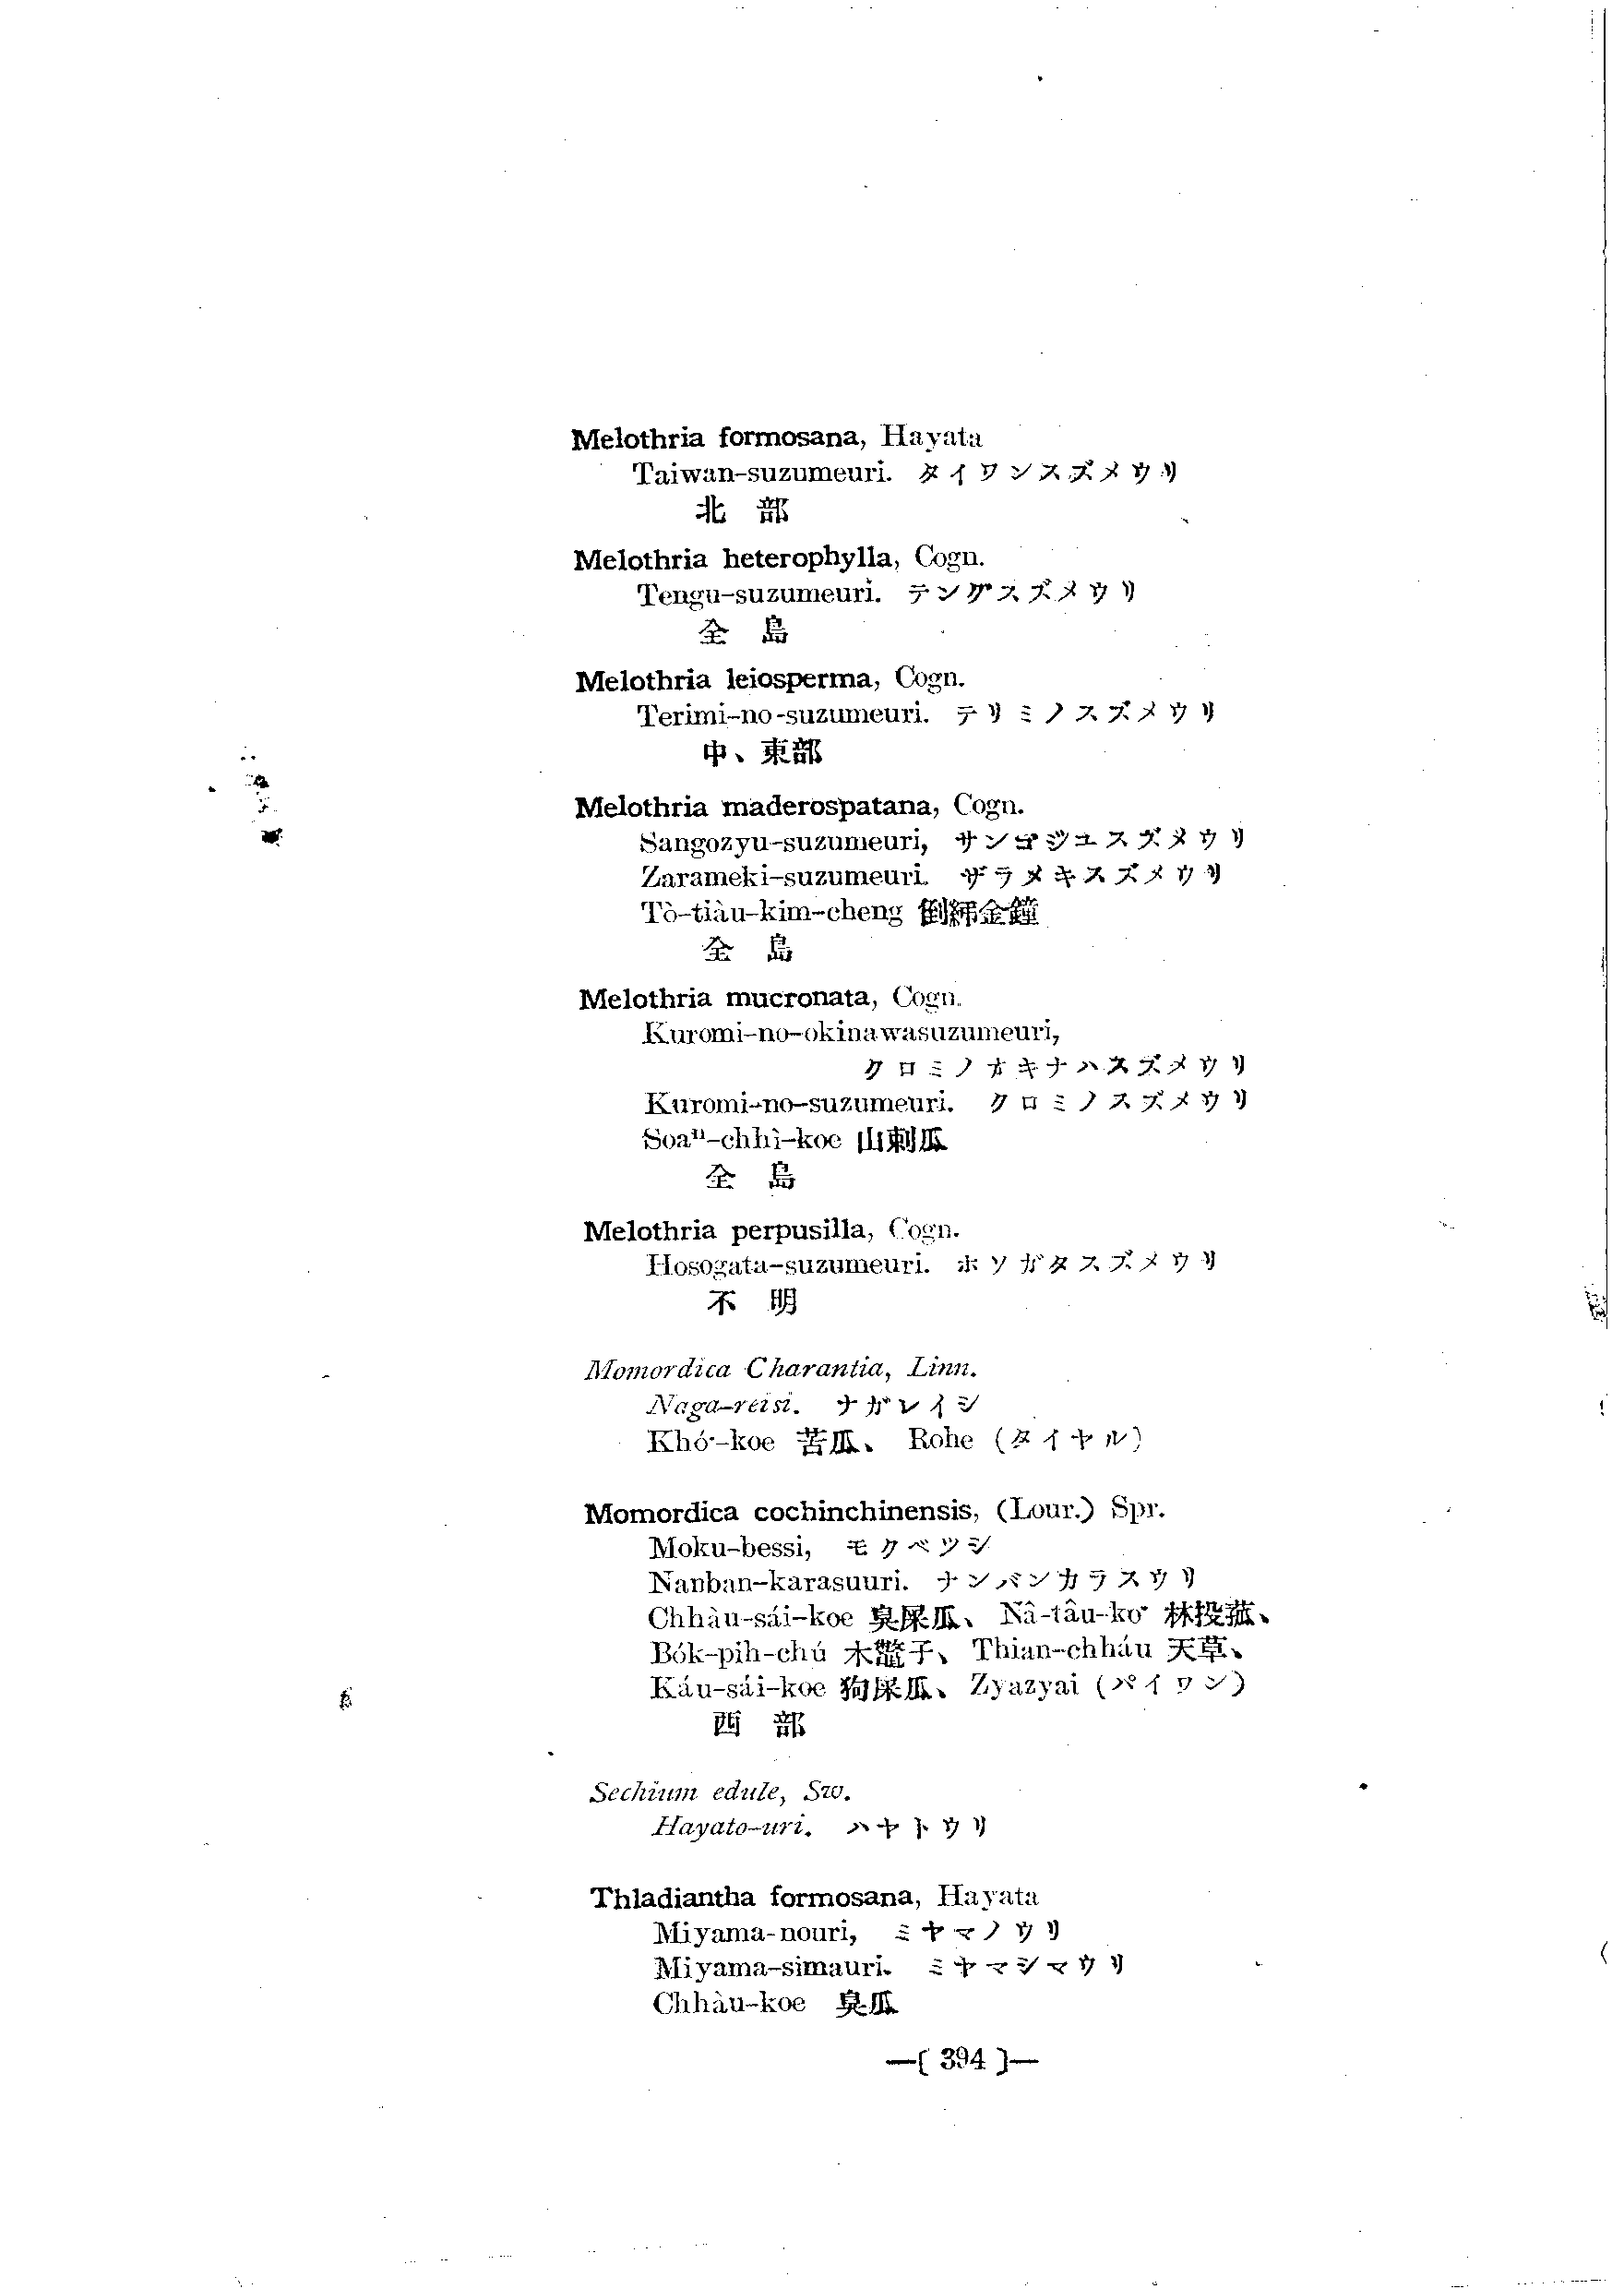 Melothria formosana, Hayata
Taiwan-suzumeuri. タイワンスズメウリ
北 部
Melothria heterophylla, Cogn.
Tengu-suzumeuri. テングスズメウリ
全 島
Melothria leiosperma, Cogn.
Terimi-no-suzumeuri. テリミノスズメウリ
中、東部
Melothria maderospatana, Cogn.
Sangozyu-suzumeuri, サンゴジユスズメウリ
Zarameki-suzumeuri. ザラメキスズメウリ
Tò-tiàu-kim-cheng 金鐘
全 島
Melothria mucronata, Cogn.
Kuromi-no-okinawasuzumeuri,
クロミノオキナハスズメウリ
Kuromi-no-suzumeuri. クロミノスズメウリ
Soaⁿ-chhì-koe 山刺瓜
全 島
Melothria perpusilla, Cogn.
Hosogata-suzumeuri. ホソガタスズメウリ
不 明
Momordica Charantia, Linn.
Naga-reisi. ナガレイシ
Khó·-koe 苦瓜、 Rohe (タイヤル)
Momordica cochinchinensis, (Lour.) Spr.
Moku-bessi, モクベツシ
Nanban-karasuuri. ナンバンカラスウリ
Chhàu-sái-koe 臭屎瓜、 Nâ-tâu-ko· 林投菰、
Bók-pih-chú 木鼈子、 Thian-chháu 天草、
Káu-sái-koe 狗屎瓜、 Zyazyai (パイワン)
西 部
Sechium edule, Sw.
Hayato-uri. ハヤトウリ
Thladiantha formosana, Hayata
Miyama-nouri, ミヤマノウリ
Miyama-simauri. ミヤマシマウリ
Chhàu-koe 臭瓜
—( 394 )—